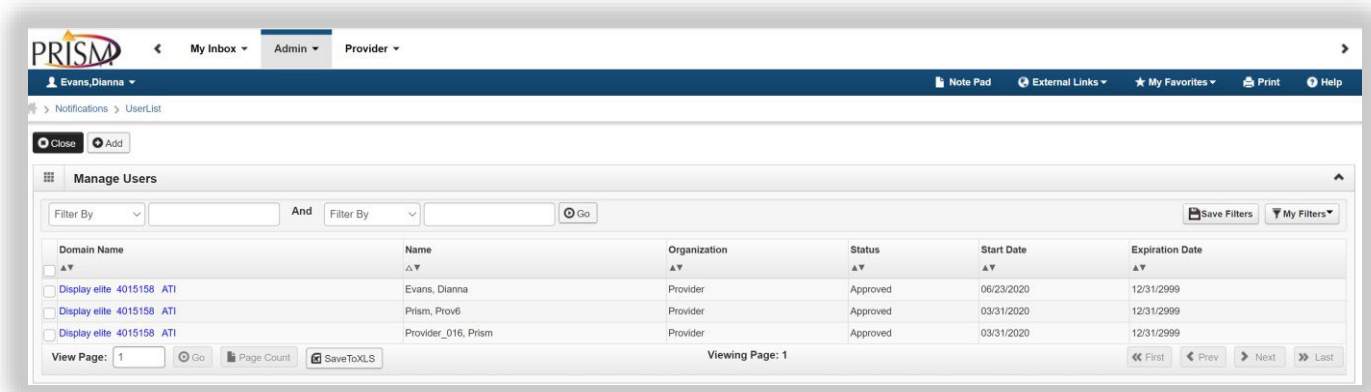 PRISM My Inbox Admin Provider
Evans,Dianna Note Pad External Links My Favorites Print Help
> Notifications > UserList
Close Add
Manage Users
Filter By And Filter By Go Save Filters My Filters
Domain Name Name Organization Status Start Date Expiration Date
Display elite 4015158 ATI Evans, Dianna Provider Approved 06/23/2020 12/31/2999
Display elite 4015158 ATI Prism, Prov6 Provider Approved 03/31/2020 12/31/2999
Display elite 4015158 ATI Provider_016, Prism Provider Approved 03/31/2020 12/31/2999
View Page: 1 Go Page Count SaveToXLS Viewing Page: 1 First Prev Next Last